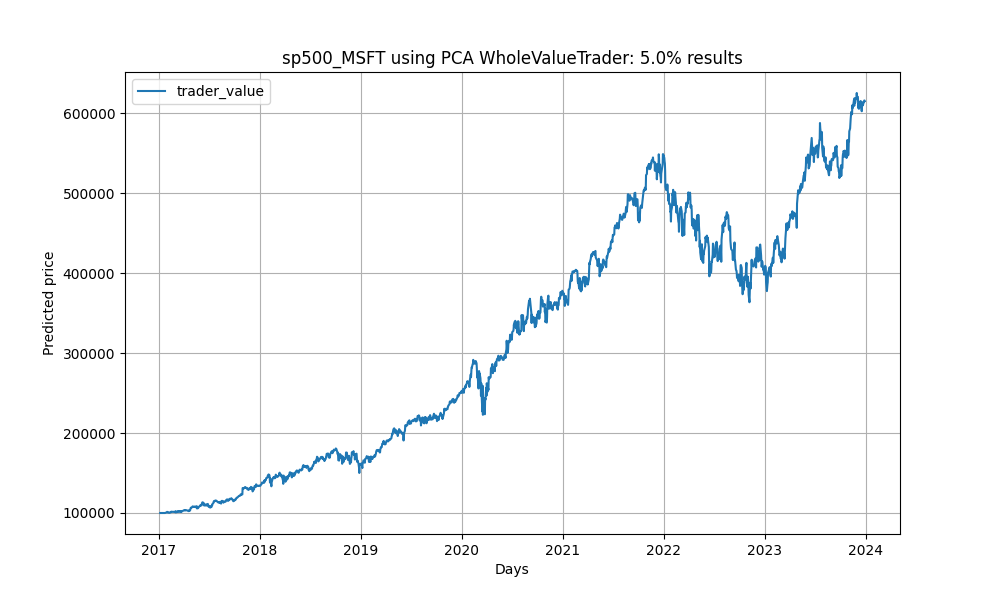 sp500_MSFT using PCA WholeValueTrader: 5.0% results
trader_value
600000
500000
400000
300000
200000
100000
Predicted price
2017 2018 2019 2020 2021 2022 2023 2024
Days